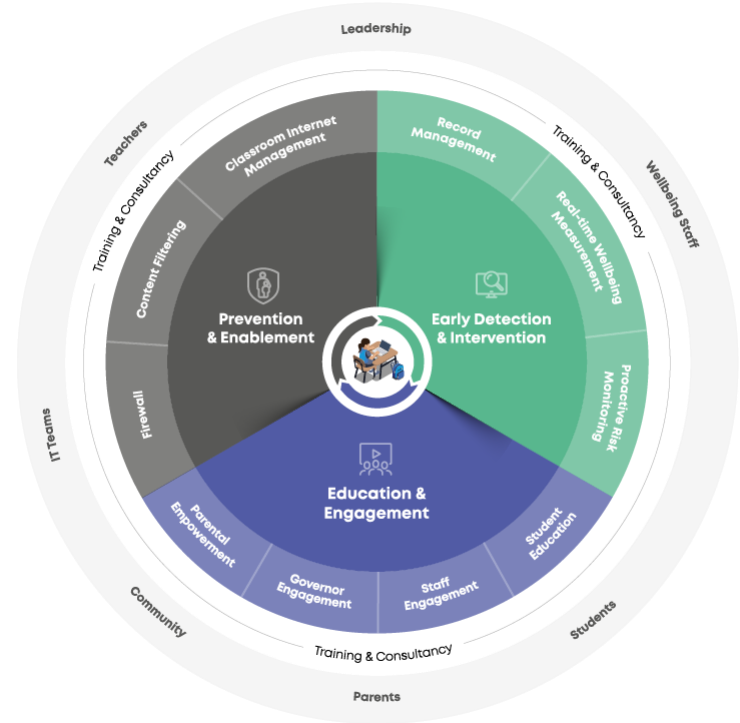 Leadership
Teachers
Wellbeing Staff
IT Teams
Community
Parents
Students
Training & Consultancy
Training & Consultancy
Training & Consultancy
Classroom Internet
Management
Content Filtering
Firewall
Prevention
& Enablement
Record
Management
Real-time Wellbeing
Measurement
Proactive Risk
Monitoring
Early Detection
& Intervention
Education &
Engagement
Parental
Empowerment
Governor
Engagement
Staff
Engagement
Student
Education